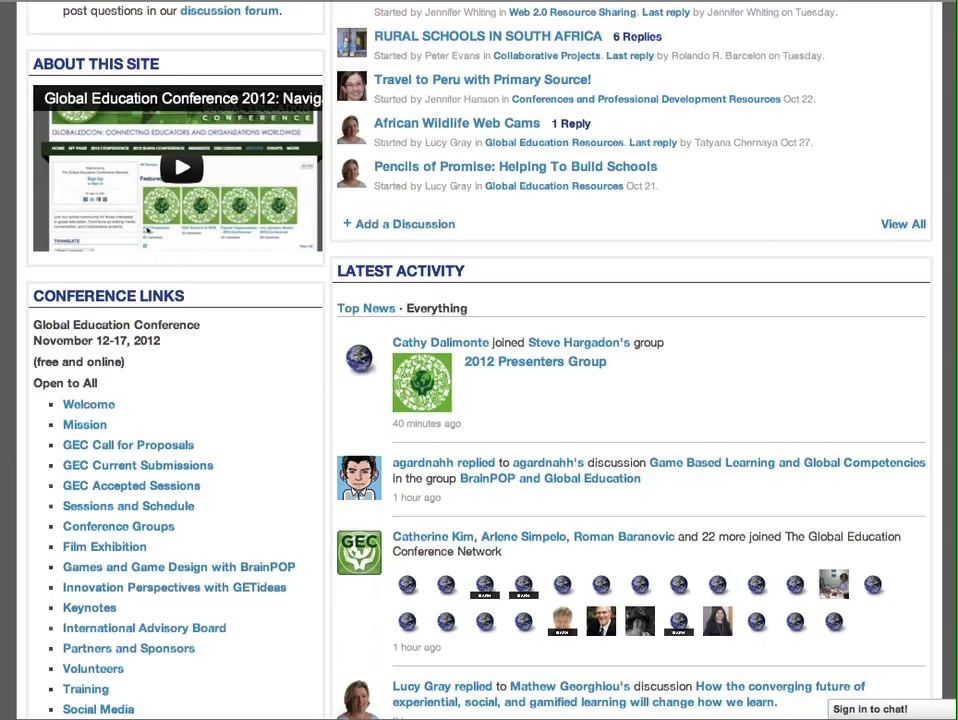 post questions in our discussion forum.
ABOUT THIS SITE
Global Education Conference 2012: Navig
CONFERENCE
GLOBALEDCON: CONNECTING EDUCATORS AND ORGANIZATIONS WORLDWIDE
TRANSLATE
CONFERENCE LINKS
Global Education Conference
November 12-17, 2012
(free and online)
Open to All
Welcome
Mission
GEC Call for Proposals
GEC Current Submissions
GEC Accepted Sessions
Sessions and Schedule
Conference Groups
Film Exhibition
Games and Game Design with BrainPOP
Innovation Perspectives with GETideas
Keynotes
International Advisory Board
Partners and Sponsors
Volunteers
Training
Social Media
Started by Jennifer Whiting in Web 2.0 Resource Sharing. Last reply by Jennifer Whiting on Tuesday.
RURAL SCHOOLS IN SOUTH AFRICA 6 Replies
Started by Peter Evans in Collaborative Projects. Last reply by Rolando R. Barcelon on Tuesday.
Travel to Peru with Primary Source!
Started by Jennifer Hanson in Conferences and Professional Development Resources Oct 22.
African Wildlife Web Cams 1 Reply
Started by Lucy Gray in Global Education Resources. Last reply by Tatyana Chernaya Oct 27.
Pencils of Promise: Helping To Build Schools
Started by Lucy Gray in Global Education Resources Oct 21.
+ Add a Discussion
View All
LATEST ACTIVITY
Top News · Everything
Cathy Dalimonte joined Steve Hargadon's group
2012 Presenters Group
40 minutes ago
agardnahh replied to agardnahh's discussion Game Based Learning and Global Competencies
in the group BrainPOP and Global Education
1 hour ago
GEC
Catherine Kim, Arlene Simpelo, Roman Baranovic and 22 more joined The Global Education
Conference Network
1 hour ago
Lucy Gray replied to Mathew Georghiou's discussion How the converging future of
experiential, social, and gamified learning will change how we learn.
Sign in to chat!